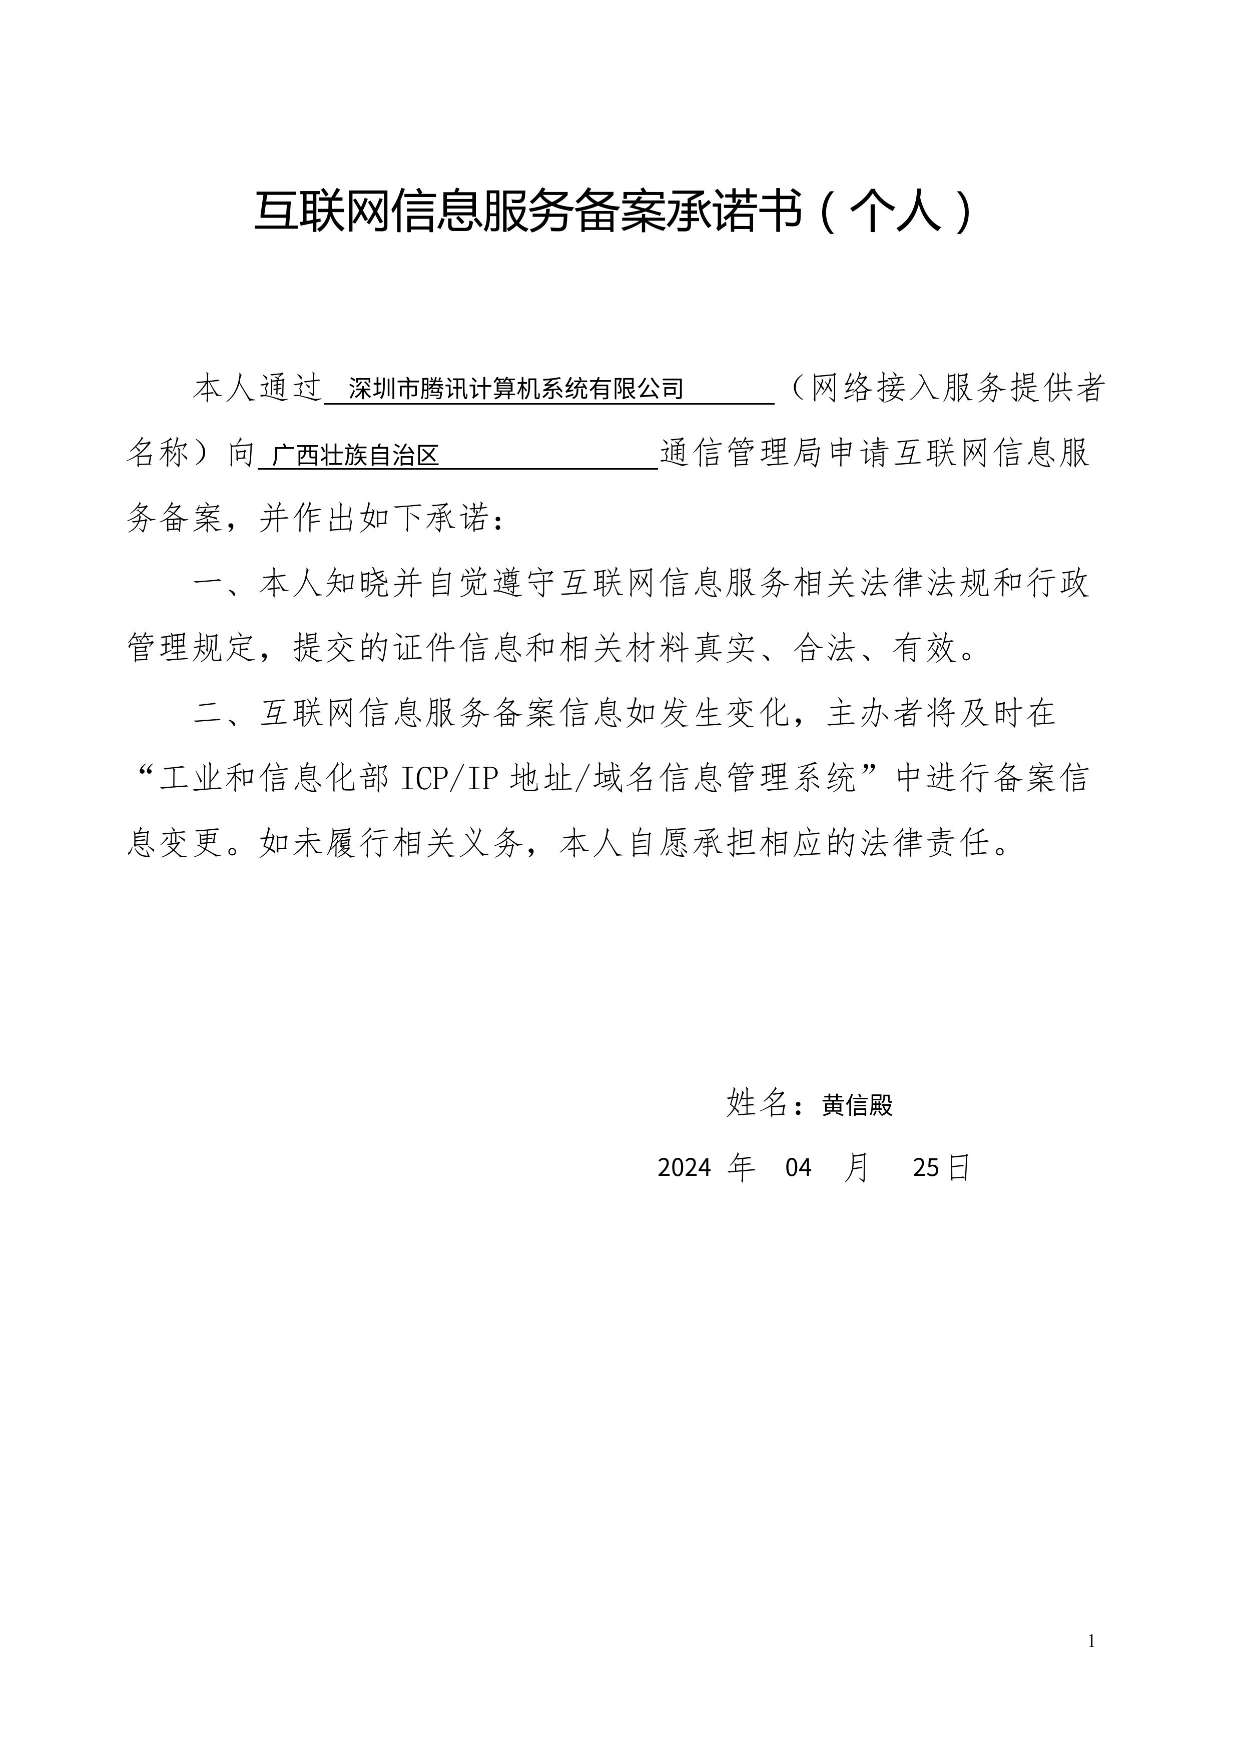 互联网信息服务备案承诺书（个人）
本人通过 深圳市腾讯计算机系统有限公司 （网络接入服务提供者
名称）向 广西壮族自治区 通信管理局申请互联网信息服
务备案，并作出如下承诺：
一、本人知晓并自觉遵守互联网信息服务相关法律法规和行政
管理规定，提交的证件信息和相关材料真实、合法、有效。
二、互联网信息服务备案信息如发生变化，主办者将及时在
“工业和信息化部 ICP/IP 地址/域名信息管理系统”中进行备案信
息变更。如未履行相关义务，本人自愿承担相应的法律责任。
姓名：黄信殿
2024 年 04 月 25日
1